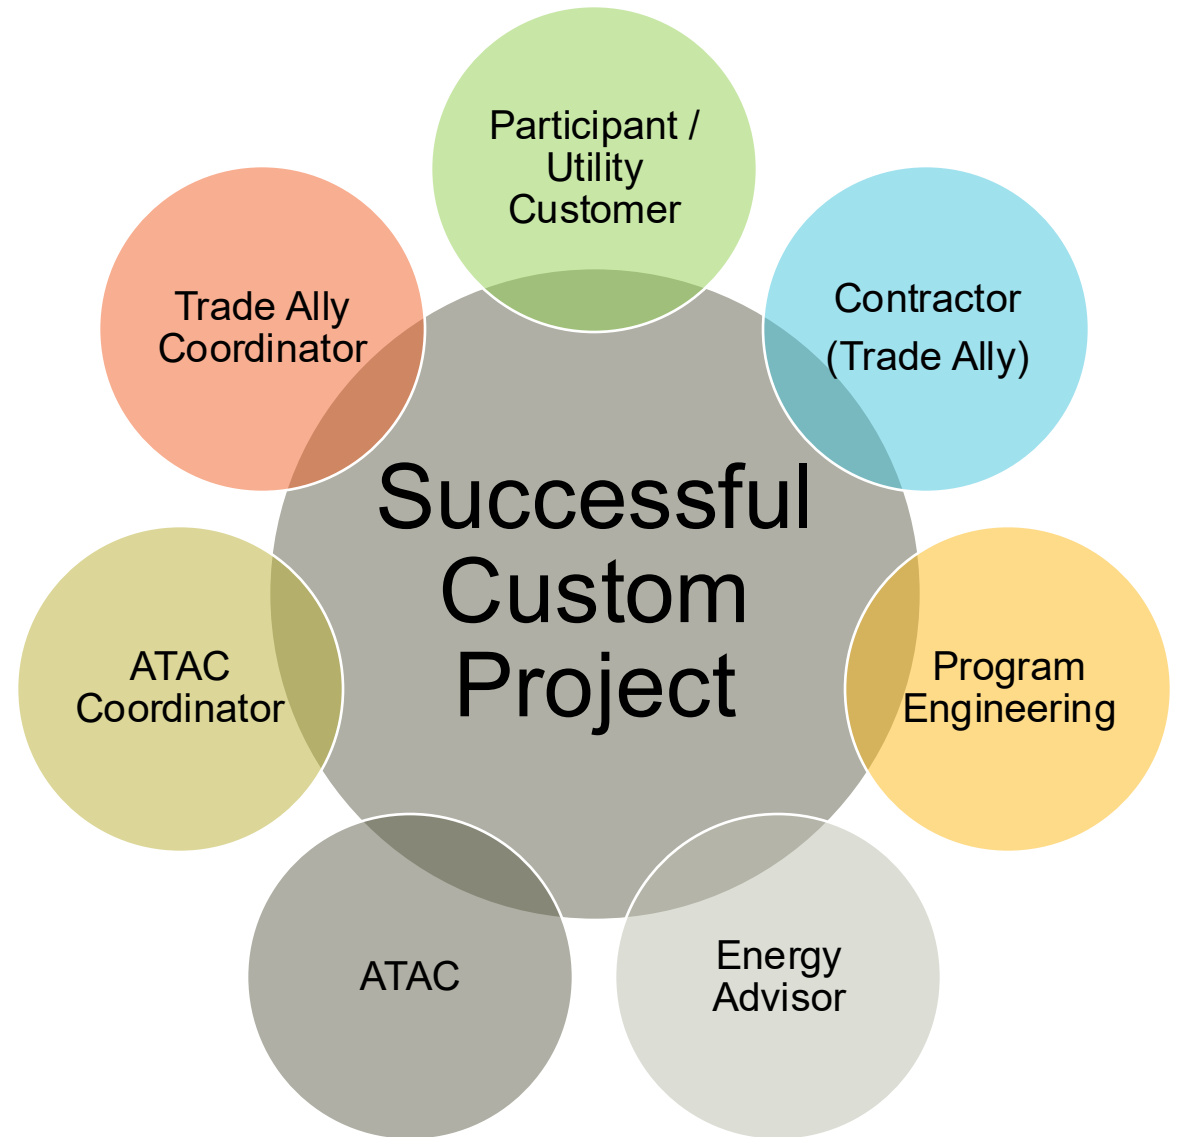 Participant /
Utility
Customer
Contractor
(Trade Ally)
Program
Engineering
Energy
Advisor
ATAC
ATAC
Coordinator
Trade Ally
Coordinator
Successful
Custom
Project